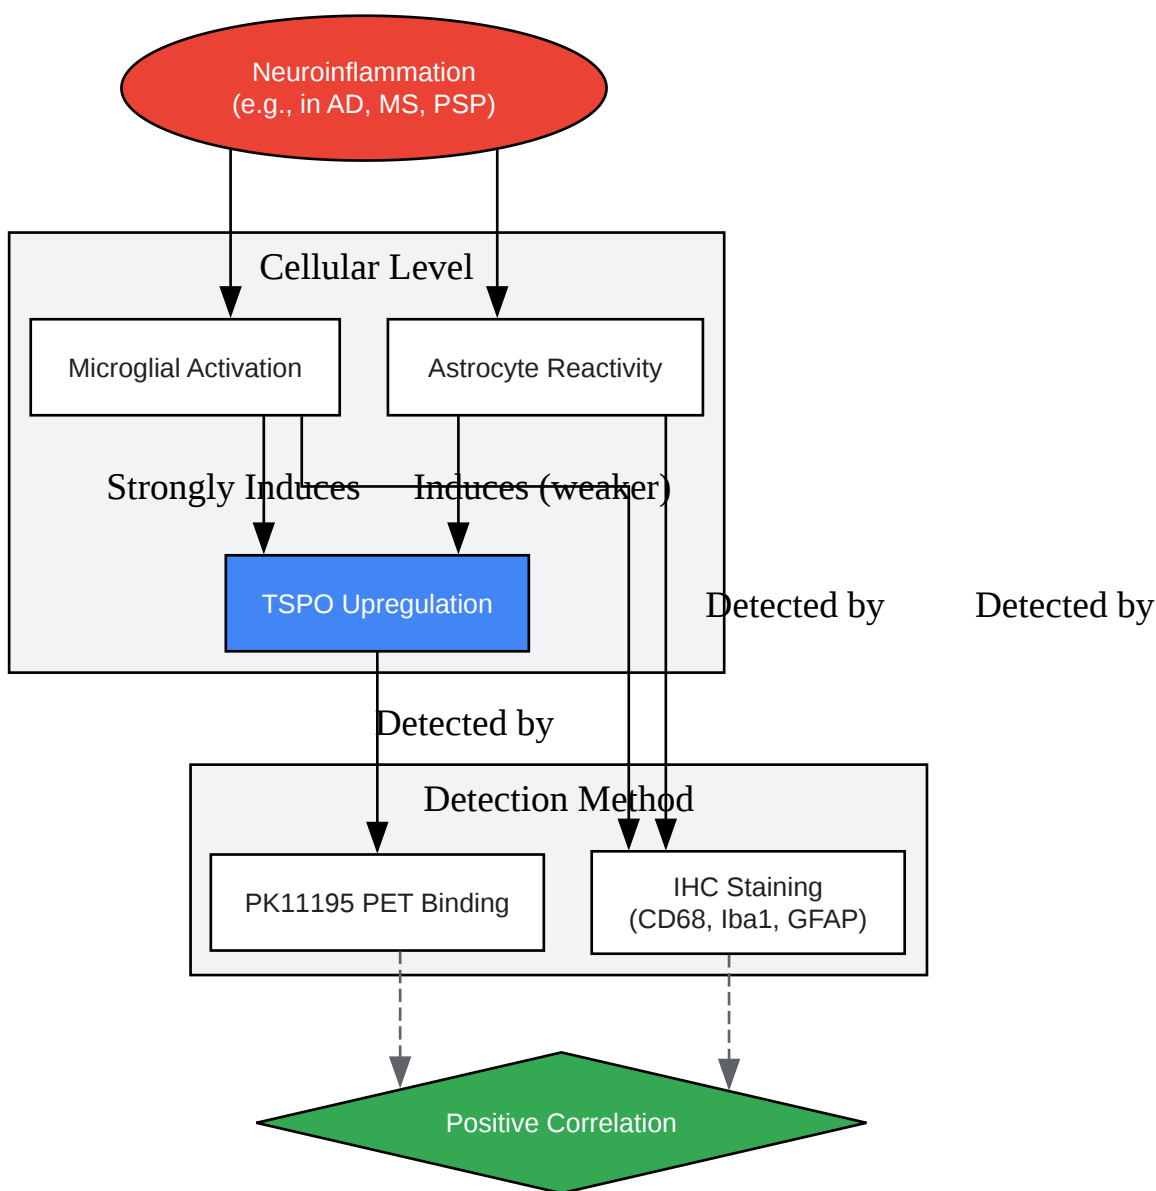 Neuroinflammation
(e.g., in AD, MS, PSP)
Cellular Level
Microglial Activation
Astrocyte Reactivity
Strongly Induces
Induces (weaker)
TSPO Upregulation
Detected by
Detected by
Detected by
Detection Method
PK11195 PET Binding
IHC Staining
(CD68, Iba1, GFAP)
Positive Correlation